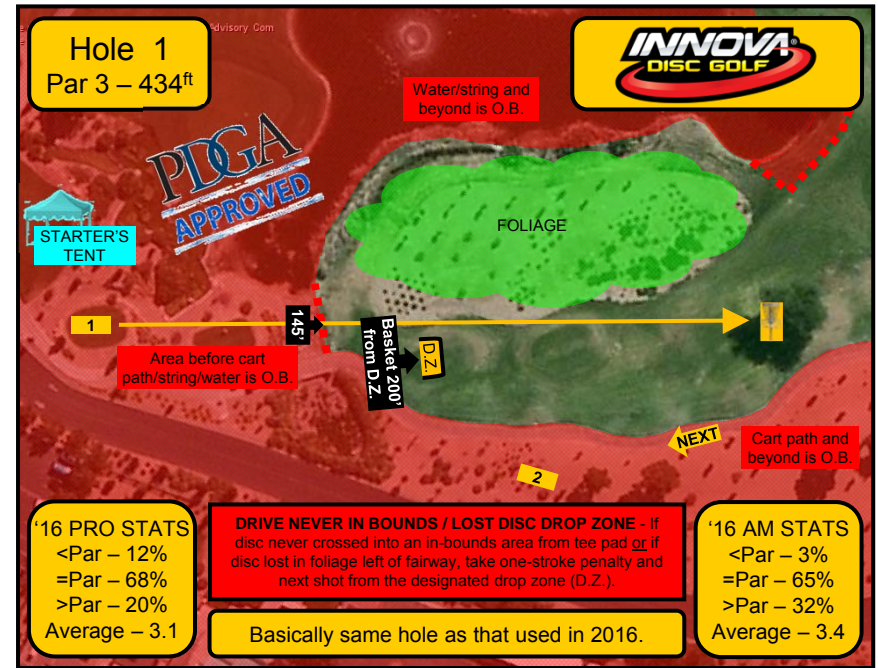 dvisory Com
Hole 1
Par 3 – 434ft
INNOVA®
DISC GOLF
Water/string and
beyond is O.B.
PDGA
APPROVED
FOLIAGE
STARTER'S
TENT
1
145'
Basket 200'
from D.Z.
D.Z.
Area before cart
path/string/water is O.B.
NEXT
2
Cart path and
beyond is O.B.
‘16 PRO STATS
<Par – 12%
=Par – 68%
>Par – 20%
Average – 3.1
DRIVE NEVER IN BOUNDS / LOST DISC DROP ZONE - If
disc never crossed into an in-bounds area from tee pad or if
disc lost in foliage left of fairway, take one-stroke penalty and
next shot from the designated drop zone (D.Z.).
Basically same hole as that used in 2016.
‘16 AM STATS
<Par – 3%
=Par – 65%
>Par – 32%
Average – 3.4